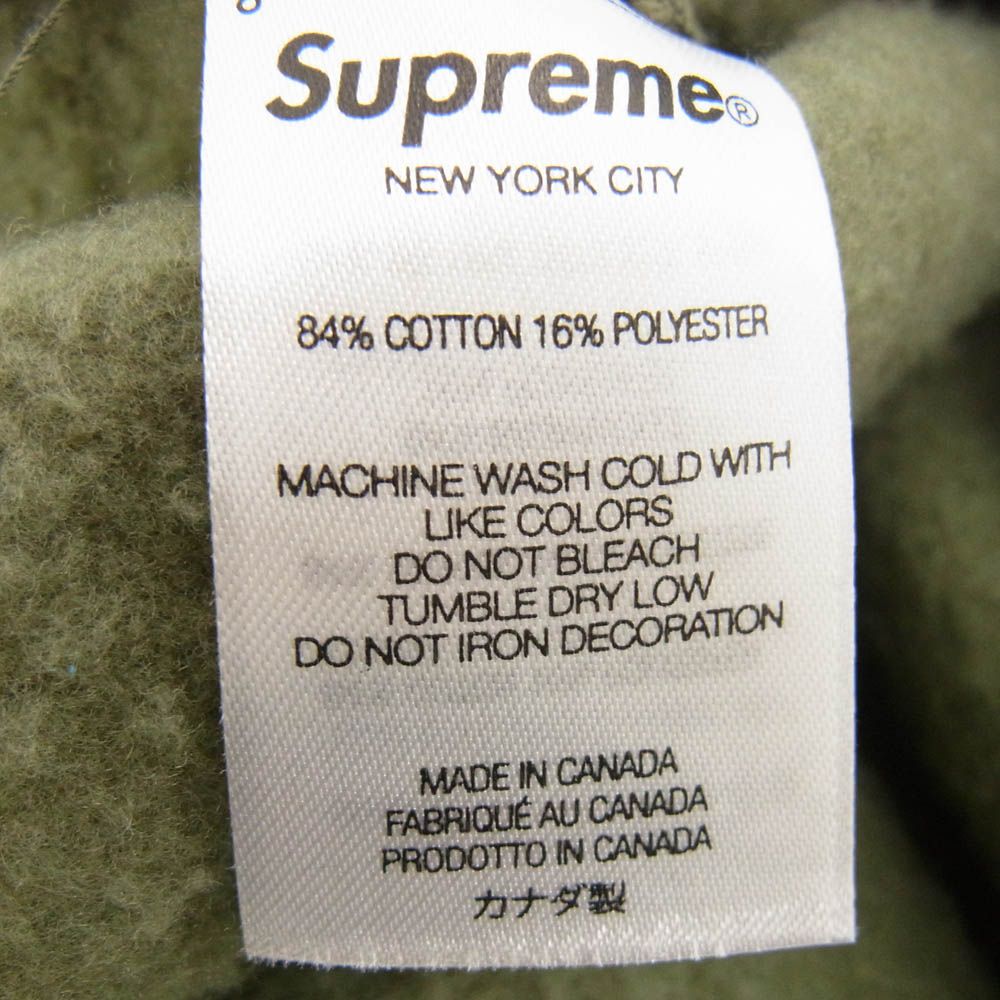 Supreme®
NEW YORK CITY
84% COTTON 16% POLYESTER
MACHINE WASH COLD WITH
LIKE COLORS
DO NOT BLEACH
TUMBLE DRY LOW
DO NOT IRON DECORATION
MADE IN CANADA
FABRIQUÉ AU CANADA
PRODOTTO IN CANADA
カナダ製